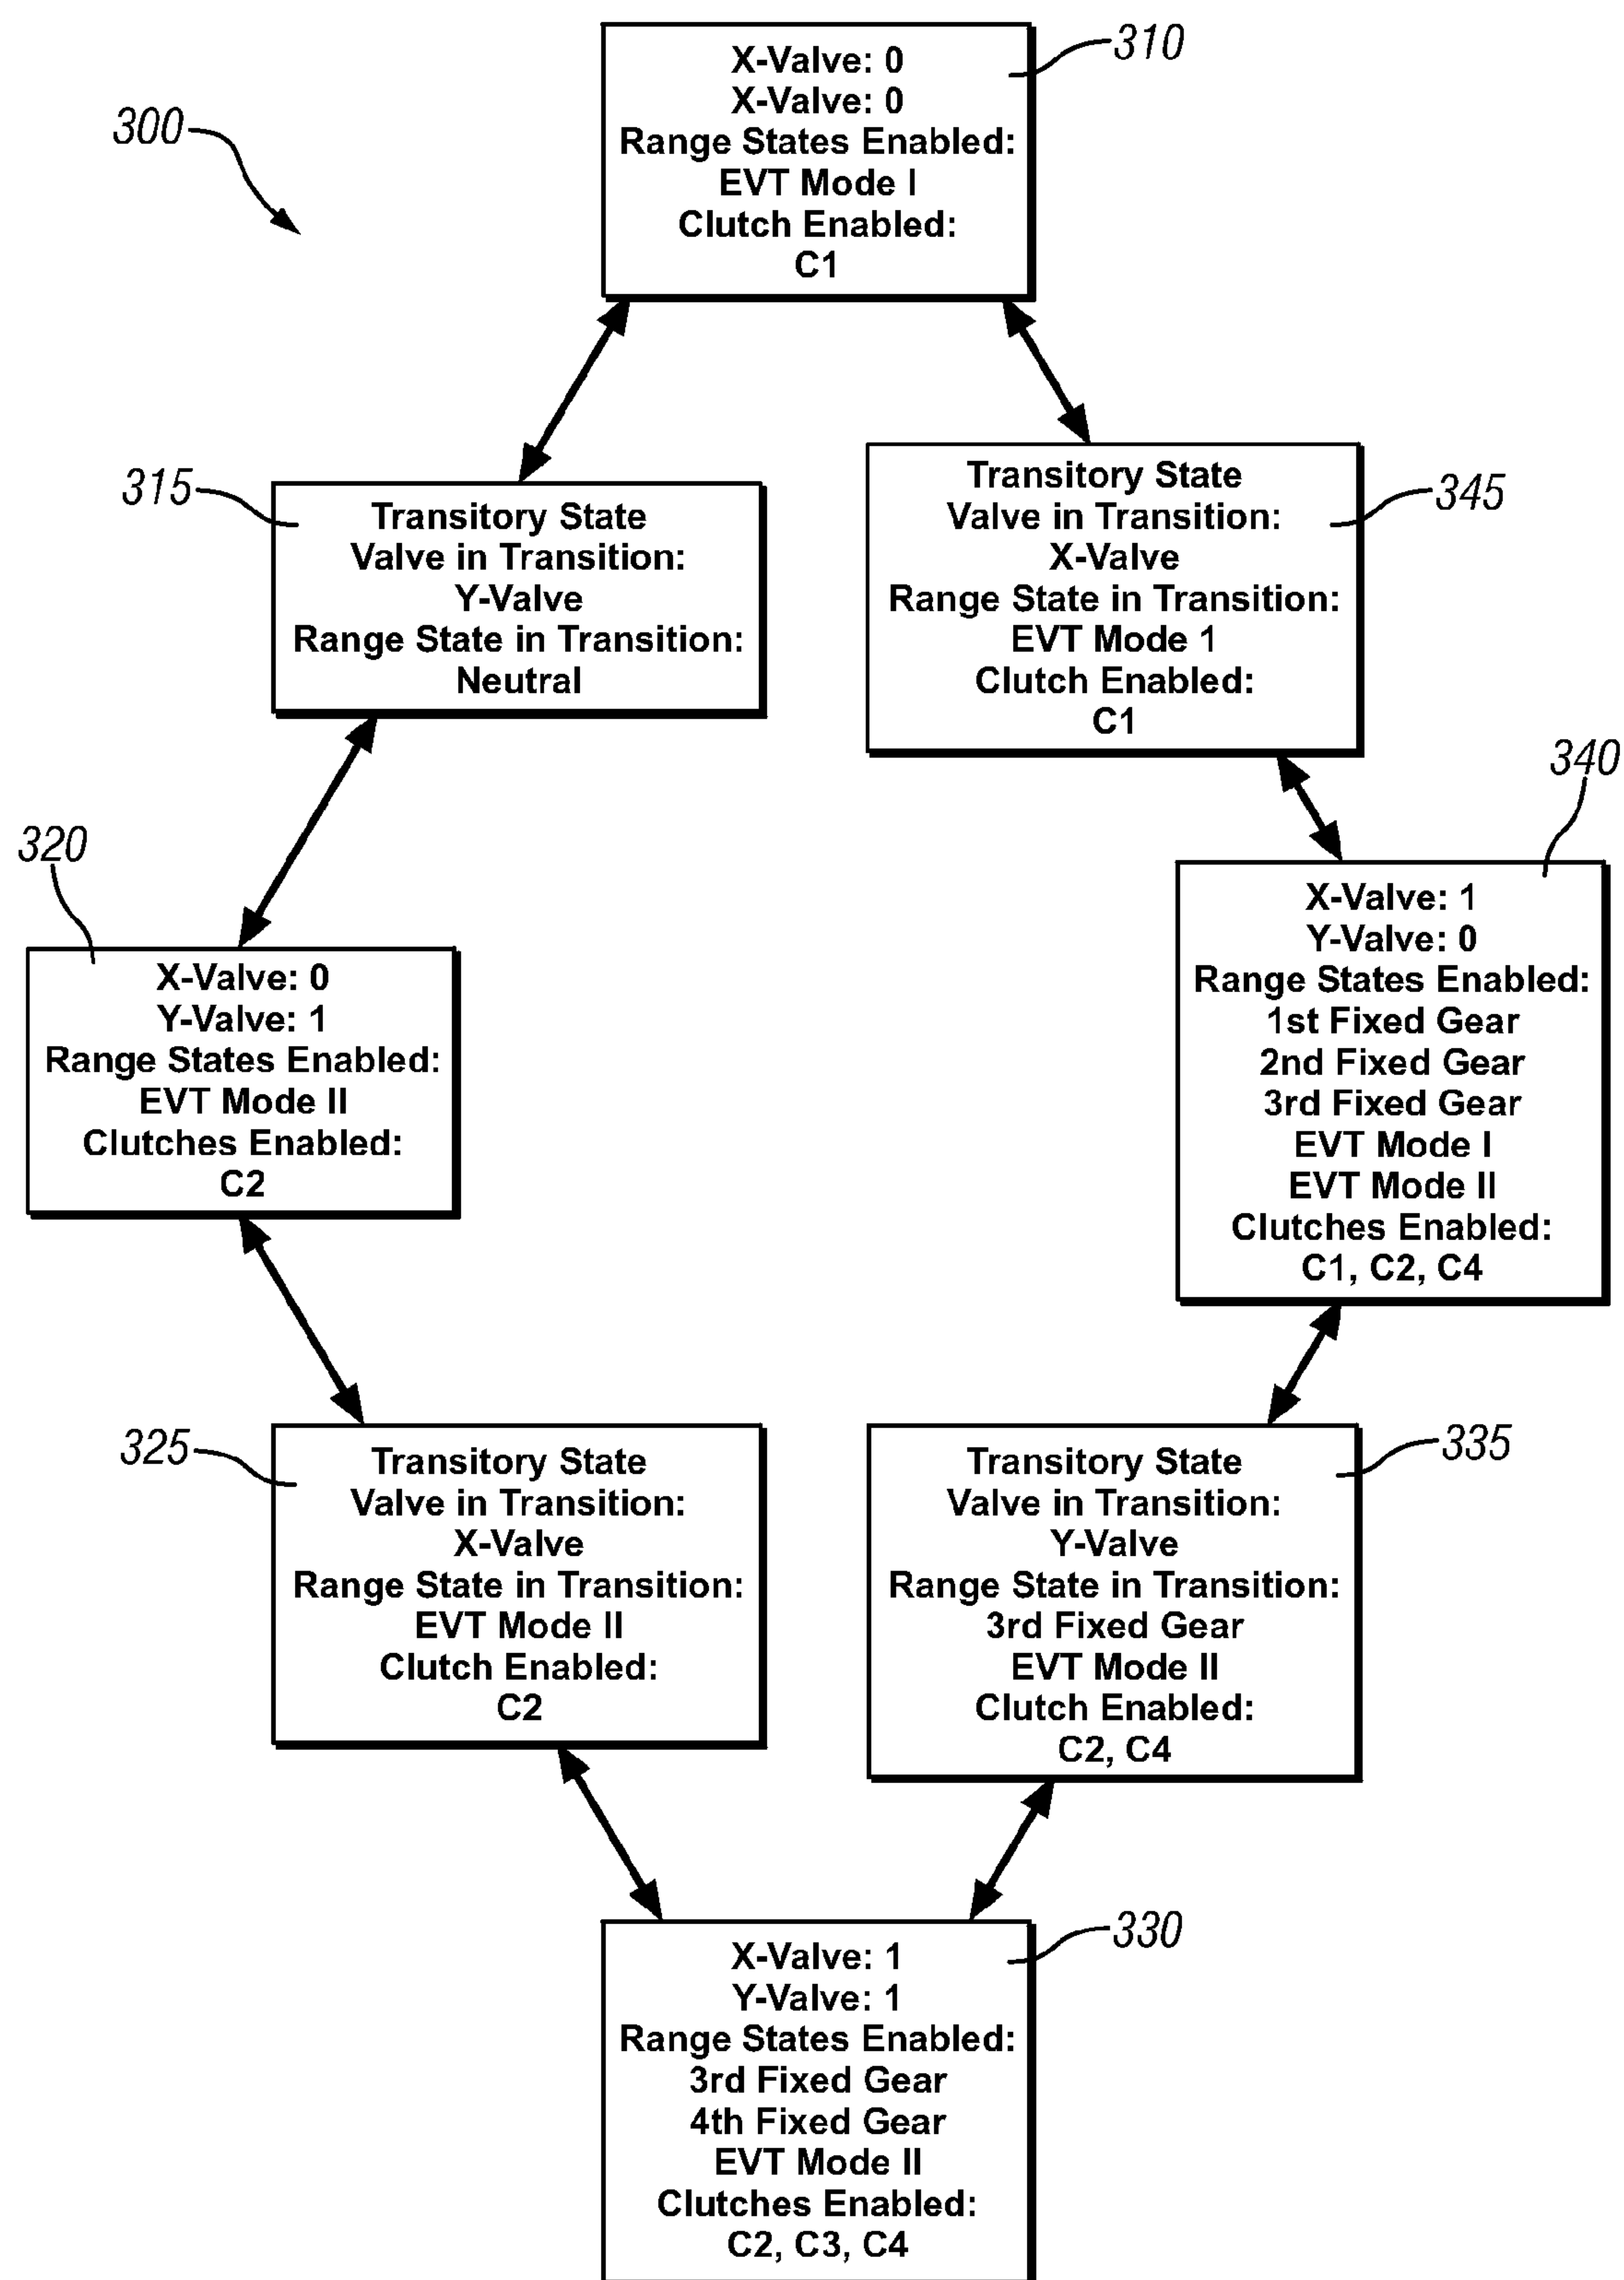 300
310
X-Valve: 0
X-Valve: 0
Range States Enabled:
EVT Mode I
Clutch Enabled:
C1
315
Transitory State
Valve in Transition:
Y-Valve
Range State in Transition:
Neutral
345
Transitory State
Valve in Transition:
X-Valve
Range State in Transition:
EVT Mode 1
Clutch Enabled:
C1
320
X-Valve: 0
Y-Valve: 1
Range States Enabled:
EVT Mode II
Clutches Enabled:
C2
340
X-Valve: 1
Y-Valve: 0
Range States Enabled:
1st Fixed Gear
2nd Fixed Gear
3rd Fixed Gear
EVT Mode I
EVT Mode II
Clutches Enabled:
C1, C2, C4
325
Transitory State
Valve in Transition:
X-Valve
Range State in Transition:
EVT Mode II
Clutch Enabled:
C2
335
Transitory State
Valve in Transition:
Y-Valve
Range State in Transition:
3rd Fixed Gear
EVT Mode II
Clutch Enabled:
C2, C4
330
X-Valve: 1
Y-Valve: 1
Range States Enabled:
3rd Fixed Gear
4th Fixed Gear
EVT Mode II
Clutches Enabled:
C2, C3, C4